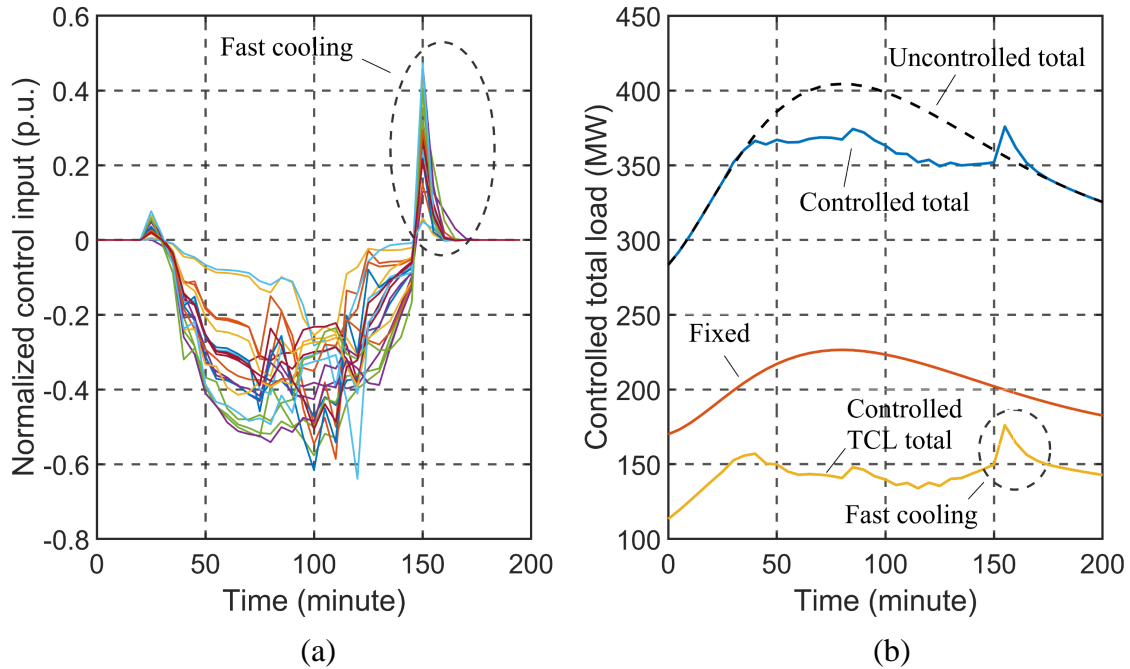 0.6
0.4
0.2
0
-0.2
-0.4
-0.6
-0.8
Normalized control input (p.u.)
Fast cooling
0
50
100
150
200
Time (minute)
(a)
450
400
350
300
250
200
150
100
Controlled total load (MW)
Uncontrolled total
Controlled total
Fixed
Controlled
TCL total
Fast cooling
0
50
100
150
200
Time (minute)
(b)